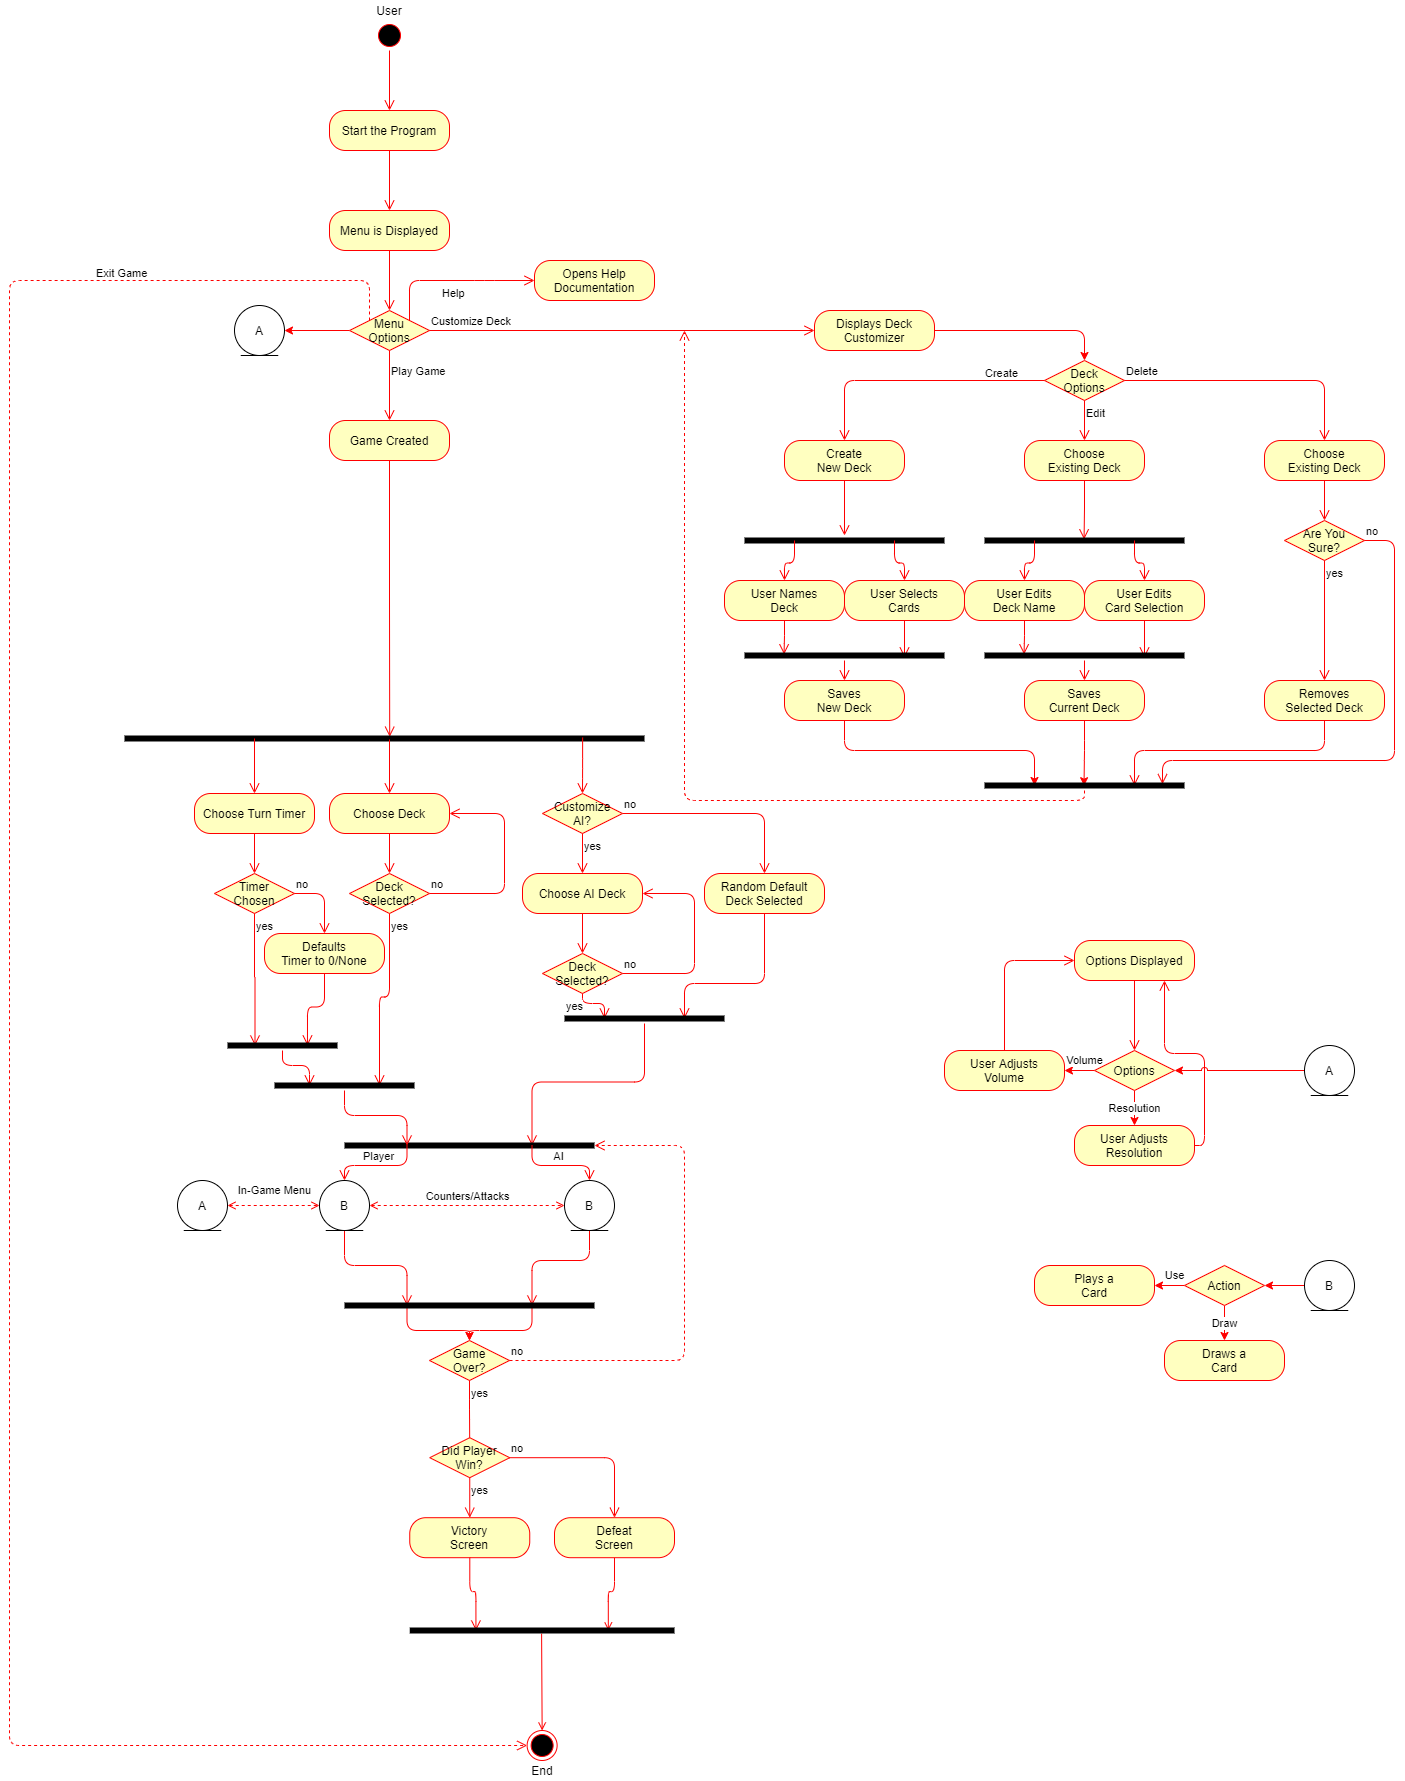 User
Start the Program
Menu is Displayed
Exit Game
Opens Help
Documentation
Help
A
Menu
Options
Customize Deck
Displays Deck
Customizer
Play Game
Create
Deck
Options
Delete
Edit
Game Created
Create
New Deck
Choose
Existing Deck
Choose
Existing Deck
Are You
Sure?
no
yes
User Names
Deck
User Selects
Cards
User Edits
Deck Name
User Edits
Card Selection
Saves
New Deck
Saves
Current Deck
Removes
Selected Deck
Choose Turn Timer
Choose Deck
Customize
AI?
no
yes
Timer
Chosen
no
yes
Deck
Selected?
no
yes
Choose AI Deck
Random Default
Deck Selected
Defaults
Timer to 0/None
Deck
Selected?
no
yes
Options Displayed
User Adjusts
Volume
Volume
Options
A
Resolution
User Adjusts
Resolution
Player
AI
A
In-Game Menu
B
Counters/Attacks
B
Plays a
Card
Use
Action
B
Draw
Draws a
Card
Game
Over?
no
yes
Did Player
Win?
no
yes
Victory
Screen
Defeat
Screen
End